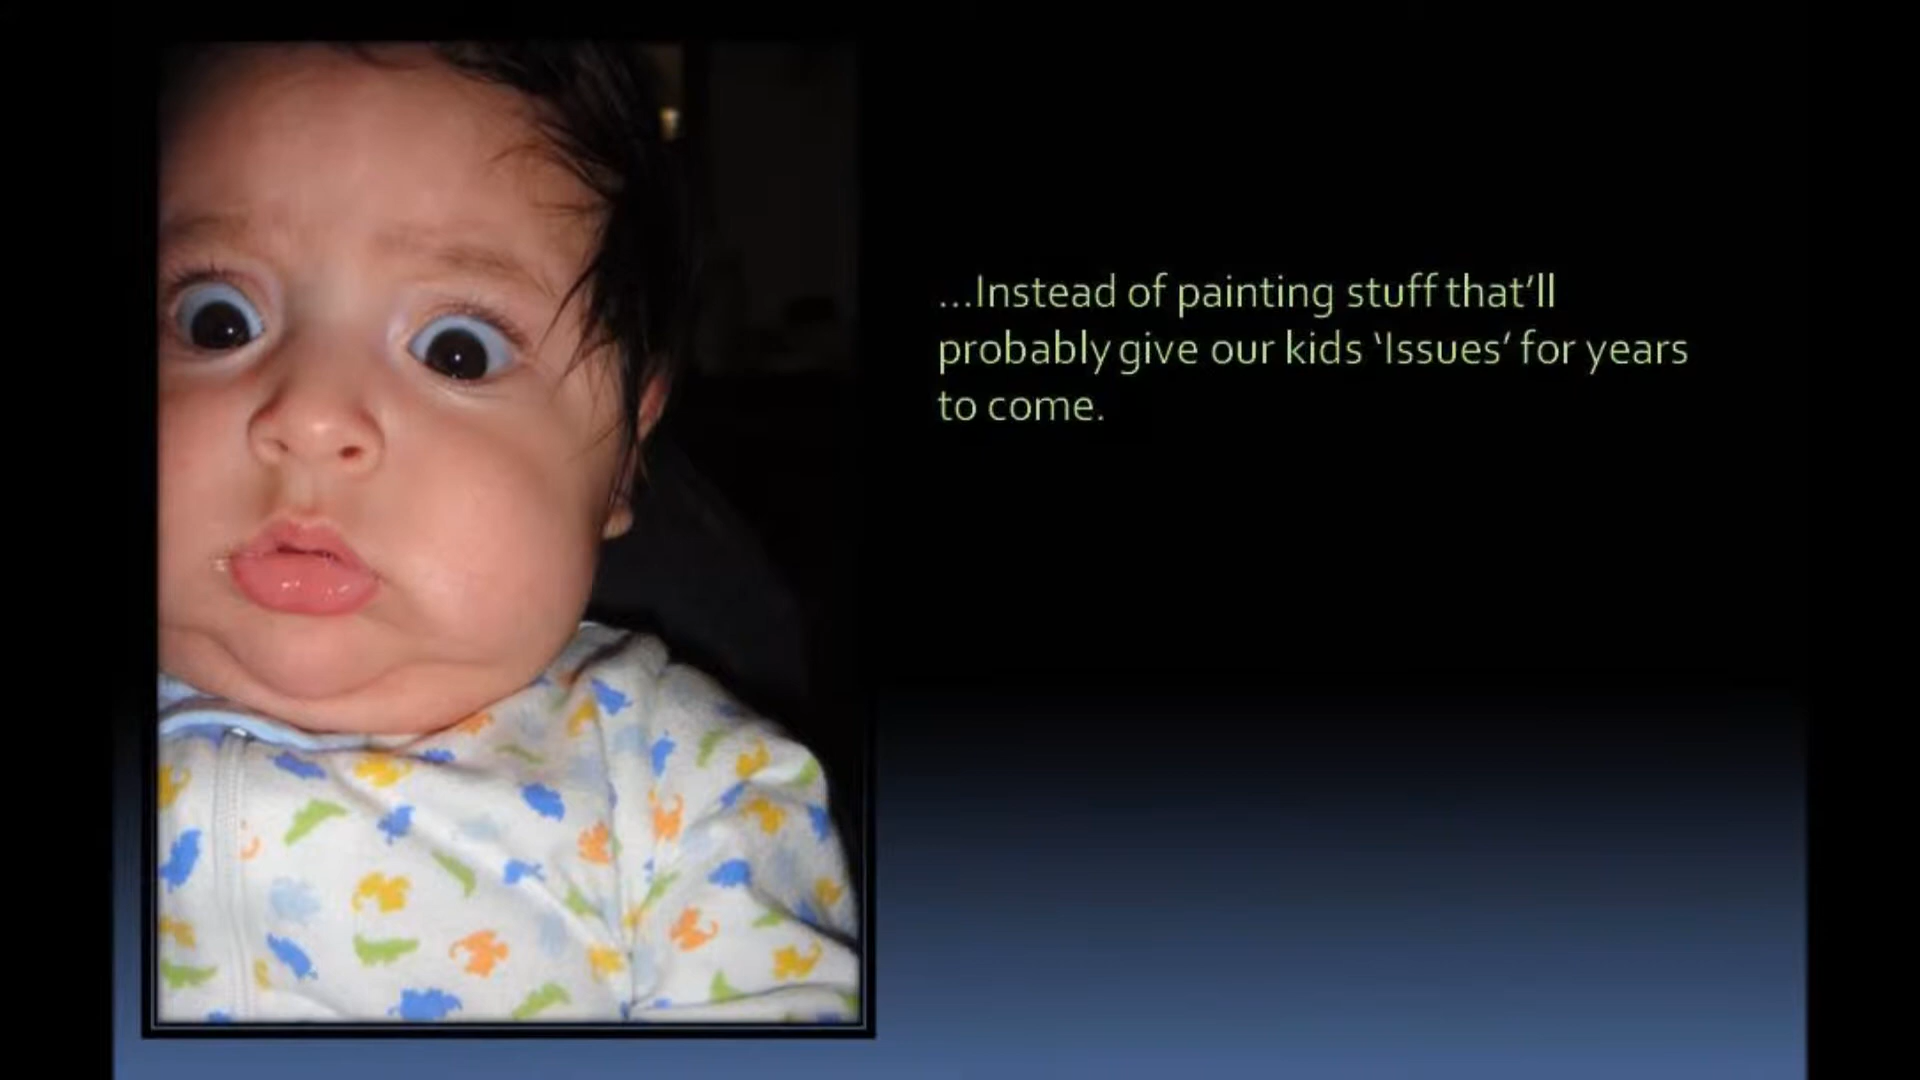 ...Instead of painting stuff that’ll
probably give our kids ‘Issues’ for years
to come.